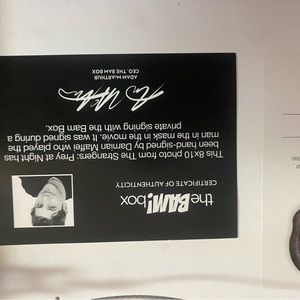 the BAM! box
CERTIFICATE OF AUTHENTICITY
This 8x10 photo from The Strangers: Prey at Night has
been hand-signed by Damian Maffei who played the
man in the mask in the movie. It was signed during a
private signing with the Bam Box.
ADAM McARTHUR
CEO, THE BAM BOX